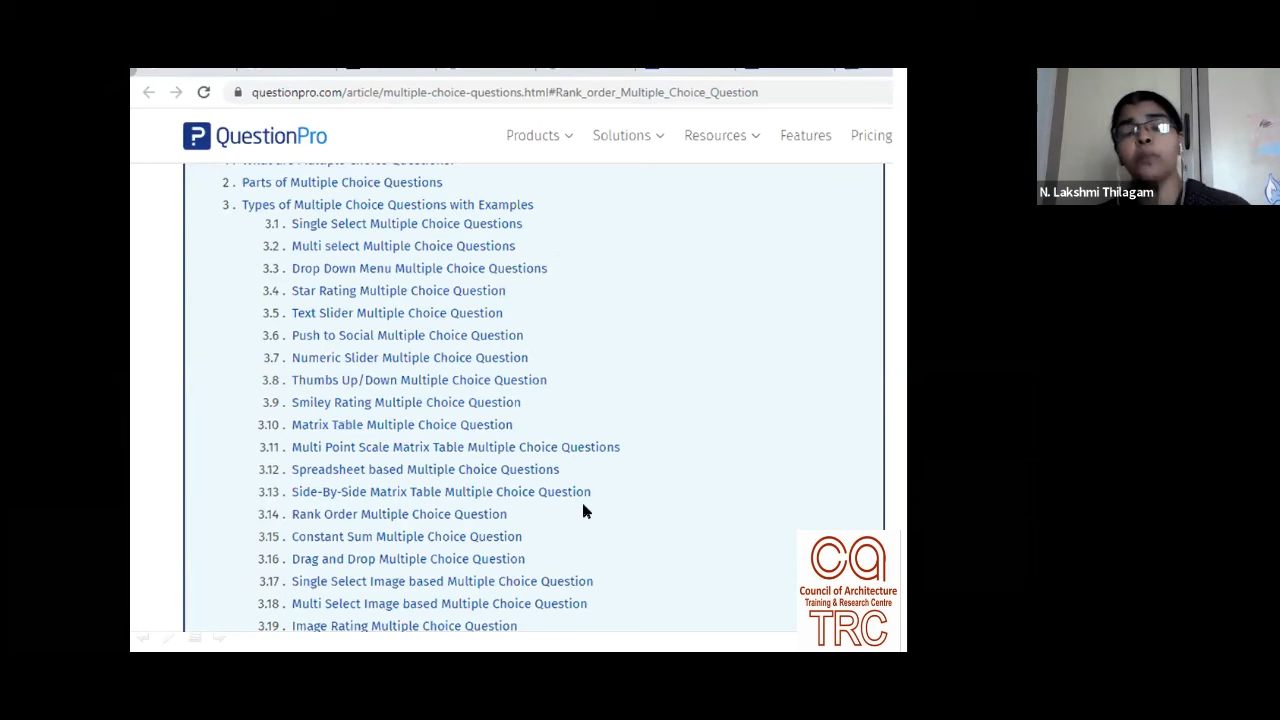 questionpro.com/article/multiple-choice-questions.html#Rank_order_Multiple_Choice_Question
QuestionPro
Products Solutions Resources Features Pricing
1. What are Multiple Choice Questions?
2. Parts of Multiple Choice Questions
3. Types of Multiple Choice Questions with Examples
3.1. Single Select Multiple Choice Questions
3.2. Multi select Multiple Choice Questions
3.3. Drop Down Menu Multiple Choice Questions
3.4. Star Rating Multiple Choice Question
3.5. Text Slider Multiple Choice Question
3.6. Push to Social Multiple Choice Question
3.7. Numeric Slider Multiple Choice Question
3.8. Thumbs Up/Down Multiple Choice Question
3.9. Smiley Rating Multiple Choice Question
3.10. Matrix Table Multiple Choice Question
3.11. Multi Point Scale Matrix Table Multiple Choice Questions
3.12. Spreadsheet based Multiple Choice Questions
3.13. Side-By-Side Matrix Table Multiple Choice Question
3.14. Rank Order Multiple Choice Question
3.15. Constant Sum Multiple Choice Question
3.16. Drag and Drop Multiple Choice Question
3.17. Single Select Image based Multiple Choice Question
3.18. Multi Select Image based Multiple Choice Question
3.19. Image Rating Multiple Choice Question
ca
Council of Architecture
Training & Research Centre
TRC
N. Lakshmi Thilagam